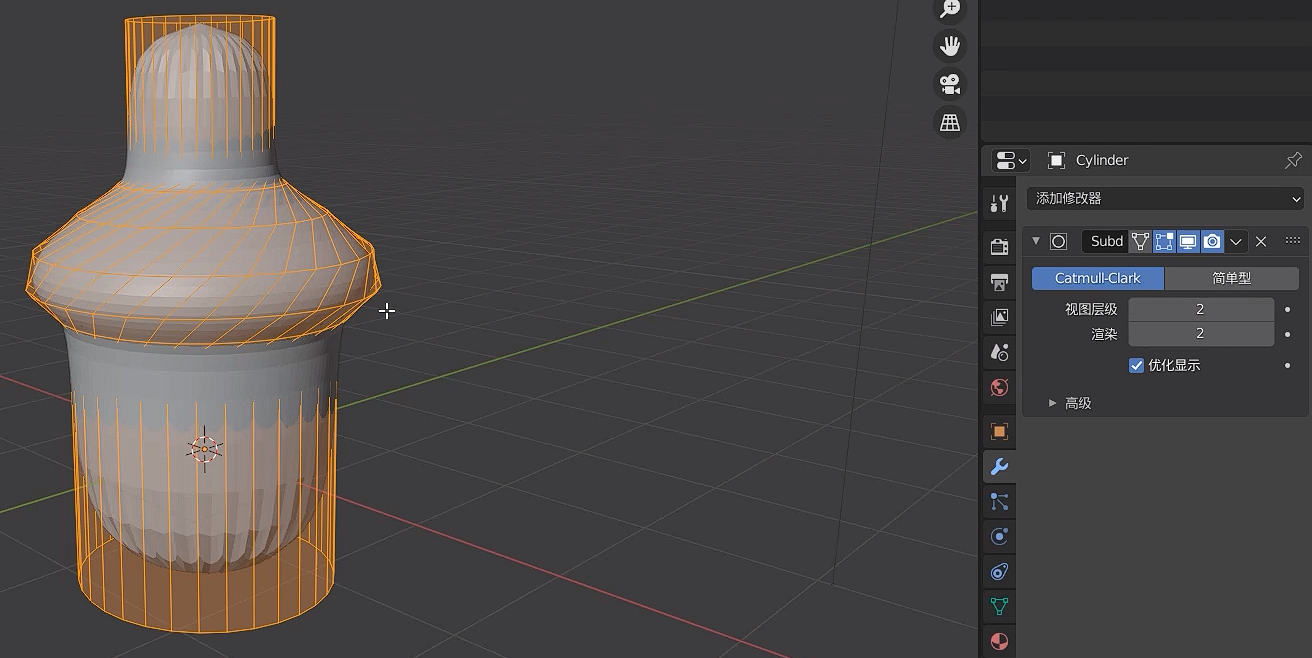 Cylinder
添加修改器
Subd
Catmull-Clark 简单型
视图层级 2
渲染 2
优化显示
高级